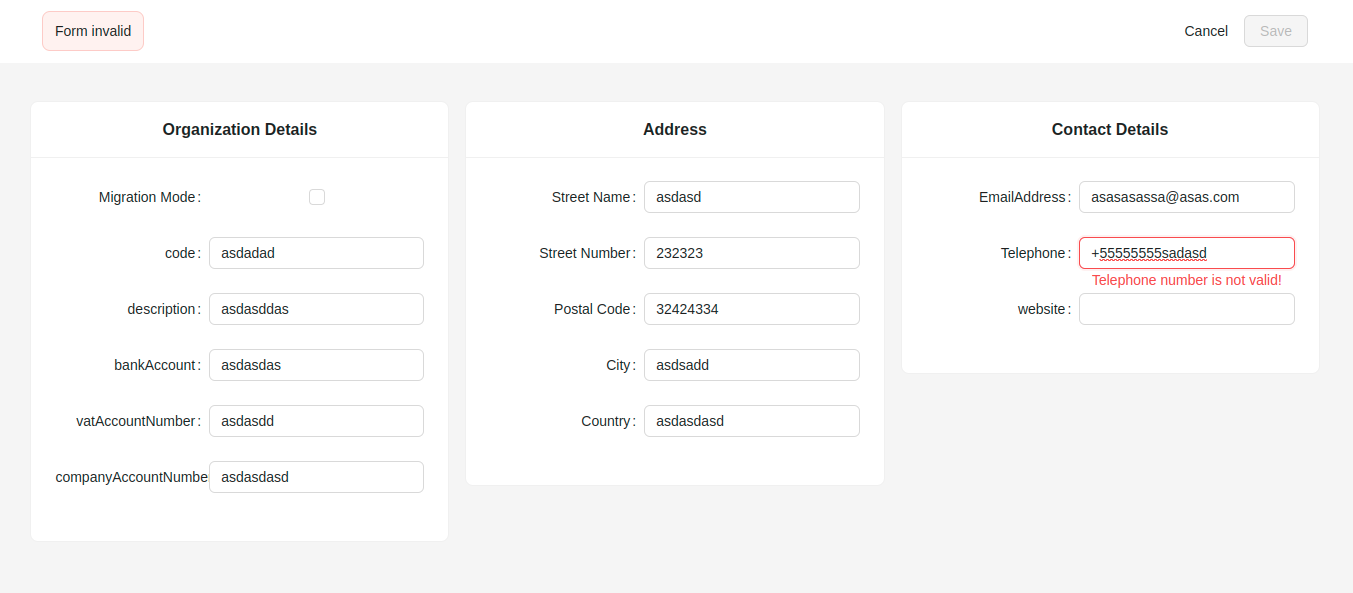 Form invalid
Cancel
Save
Organization Details
Migration Mode:
code: asdadad
description: asdasddas
bankAccount: asdasdas
vatAccountNumber: asdasdd
companyAccountNumbe asdasdasd
Address
Street Name: asdasd
Street Number: 232323
Postal Code: 32424334
City: asdsadd
Country: asdasdasd
Contact Details
EmailAddress: asasasassa@asas.com
Telephone: +55555555sadasd
Telephone number is not valid!
website: